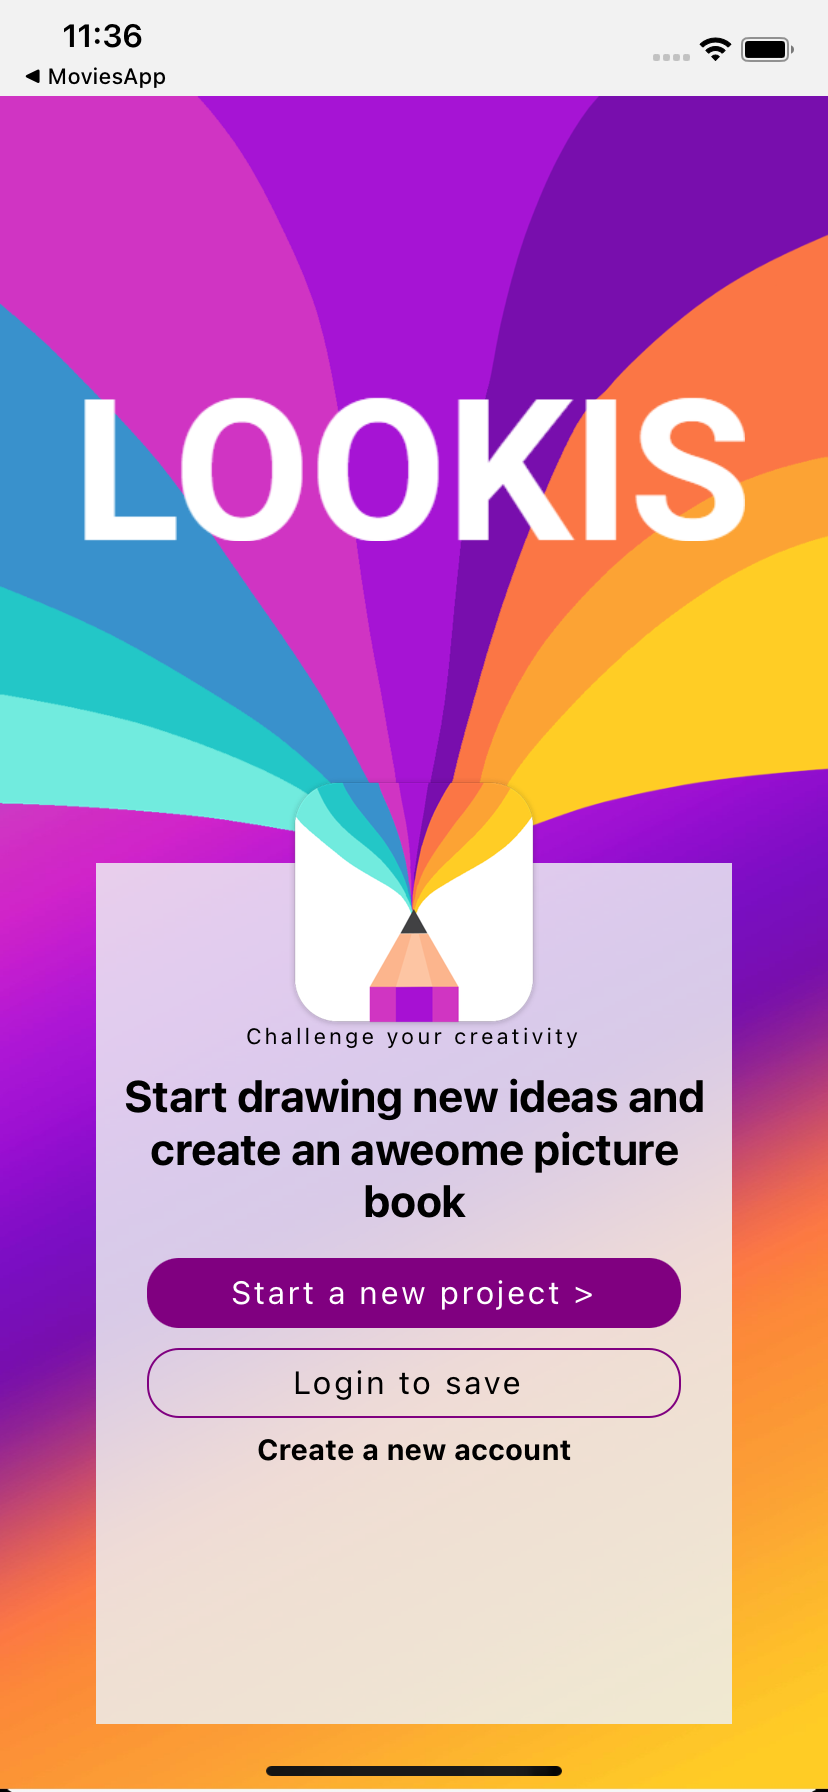 11:36
◀ MoviesApp
LOOKIS
Challenge your creativity
Start drawing new ideas and
create an aweome picture
book
Start a new project >
Login to save
Create a new account